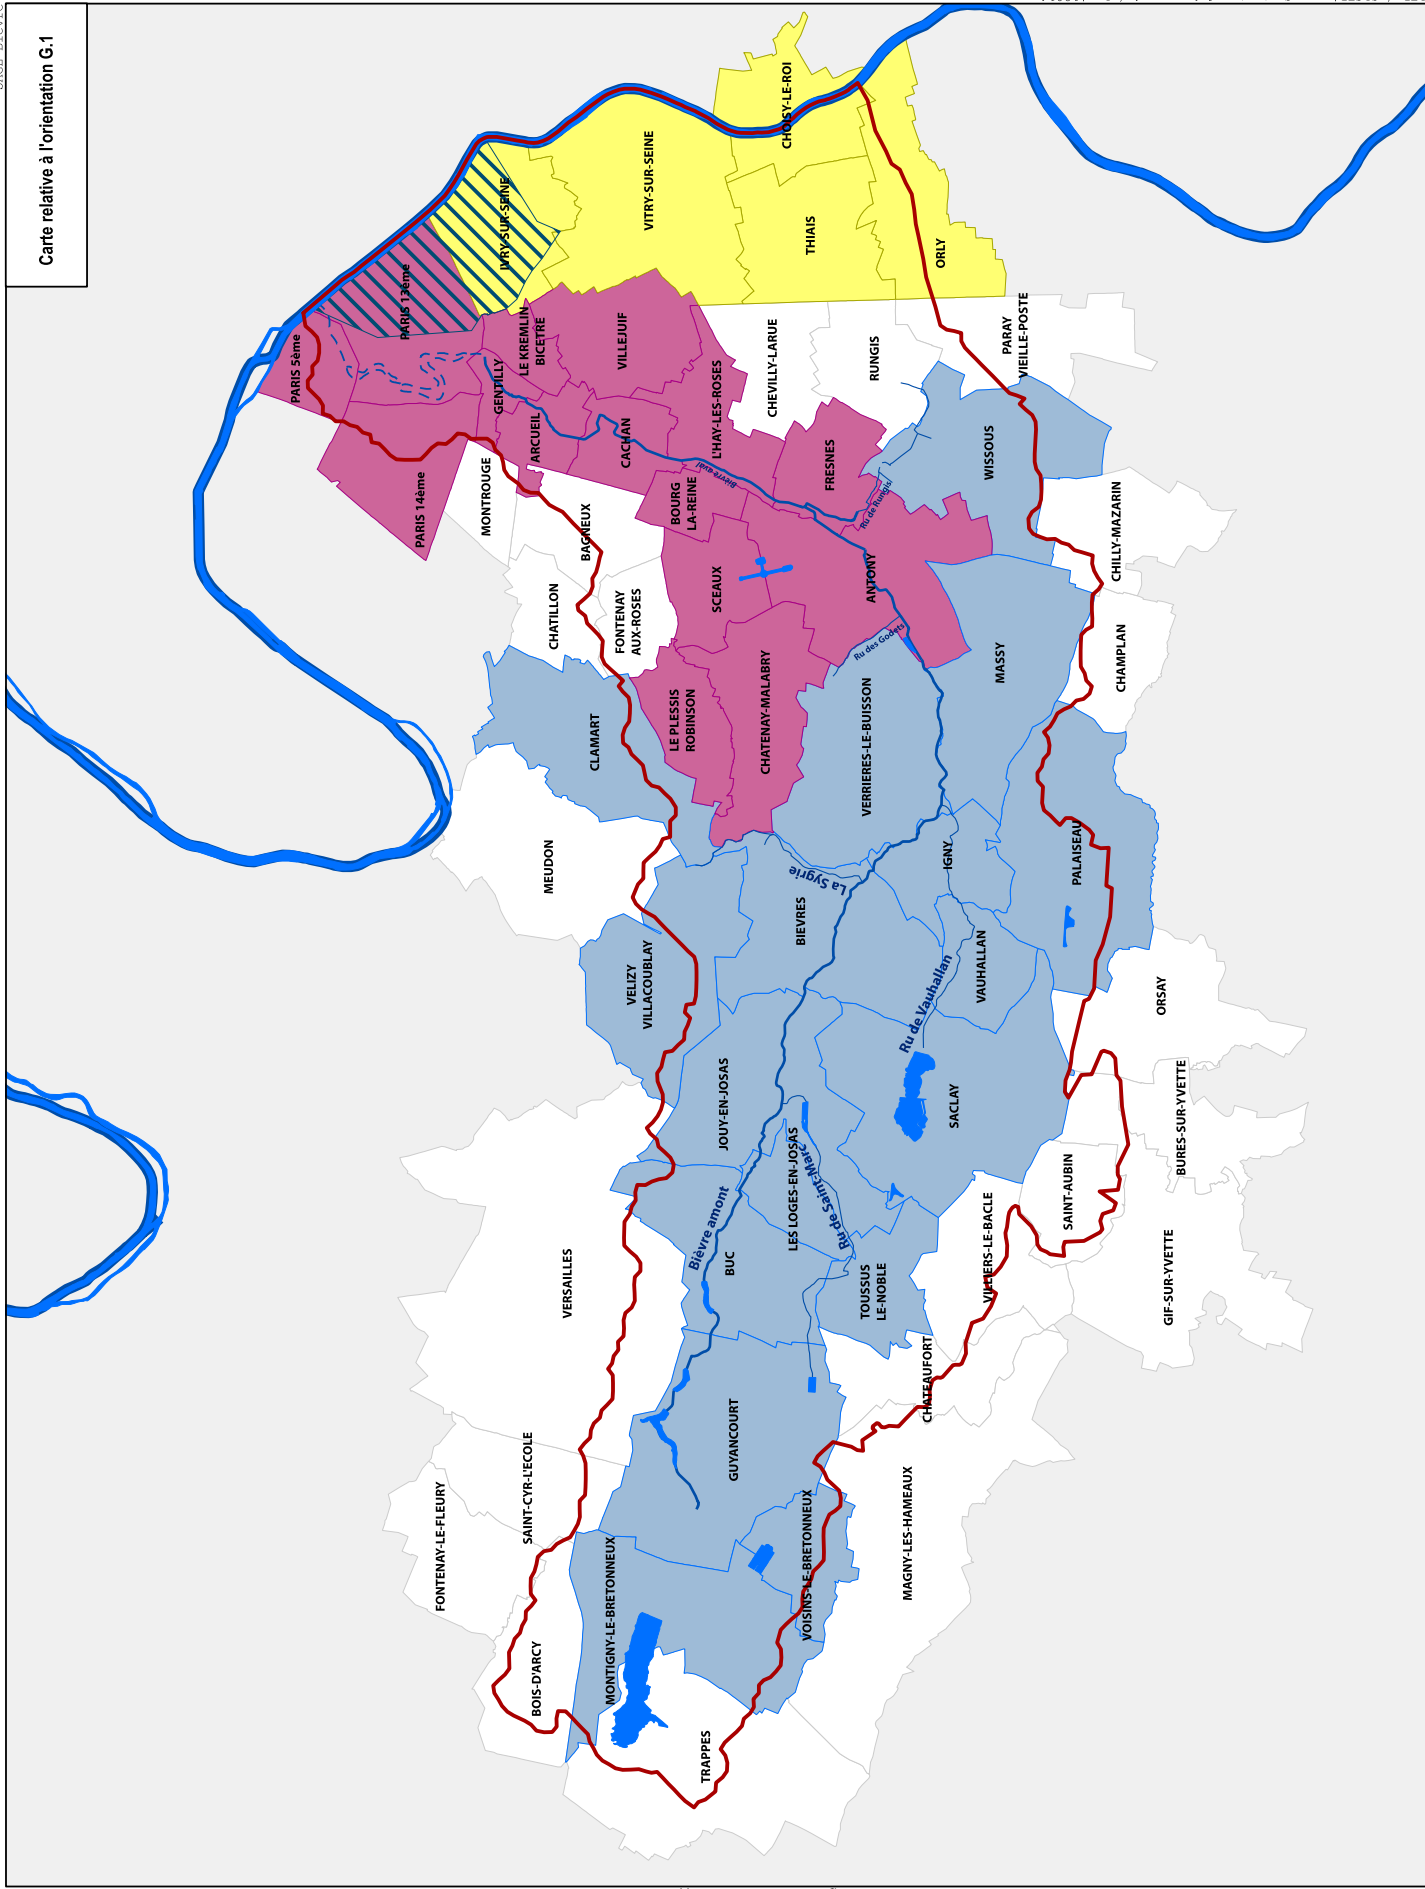 Carte relative à l'orientation G.1
FONTENAY-LE-FLEURY
SAINT-CYR-L'ECOLE
BOIS-D'ARCY
VERSAILLES
MONTIGNY-LE-BRETONNEUX
TRAPPES
VOISINS-LE-BRETONNEUX
GUYANCOURT
MAGNY-LES-HAMEAUX
CHATEAUFORT
BUC
Bièvre amont
LES LOGES-EN-JOSAS
Ru de Saint-Marc
TOUSSUS
LE-NOBLE
VILLIERS-LE-BACLE
SAINT-AUBIN
GIF-SUR-YVETTE
BURES-SUR-YVETTE
ORSAY
JOUY-EN-JOSAS
SACLAY
Ru de Vauhallan
VAUHALLAN
VELIZY
VILLACOUBLAY
MEUDON
BIEVRES
La Sygrie
IGNY
PALAISEAU
CLAMART
LE PLESSIS
ROBINSON
CHATENAY-MALABRY
VERRIERES-LE-BUISSON
Ru des Godets
MASSY
CHAMPLAN
CHATILLON
FONTENAY
AUX-ROSES
SCEAUX
ANTONY
CHILLY-MAZARIN
BAGNEUX
MONTROUGE
BOURG
LA-REINE
Bièvre aval
Ru de Rungis
WISSOUS
FRESNES
PARIS 14ème
PARIS 5ème
PARIS 13ème
GENTILLY
LE KREMLIN
BICETRE
ARCUEIL
CACHAN
VILLEJUIF
L'HAY-LES-ROSES
CHEVILLY-LARUE
RUNGIS
PARAY
VIEILLE-POSTE
IVRY-SUR-SEINE
VITRY-SUR-SEINE
CHOISY-LE-ROI
THIAIS
ORLY